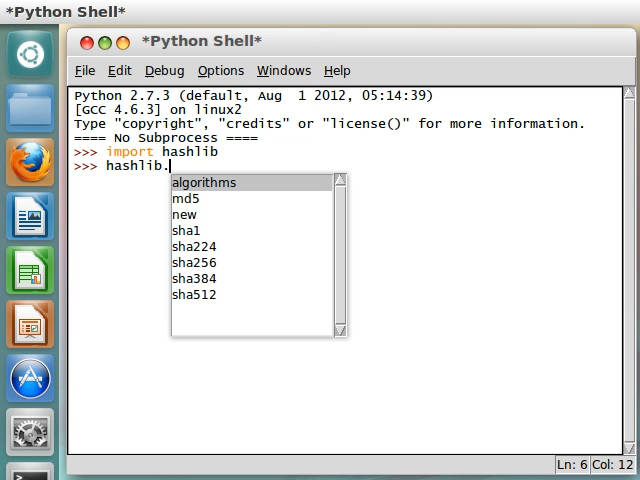 *Python Shell*
*Python Shell*
File Edit Debug Options Windows Help
Python 2.7.3 (default, Aug  1 2012, 05:14:39)
[GCC 4.6.3] on linux2
Type "copyright", "credits" or "license()" for more information.
==== No Subprocess ====
>>> import hashlib
>>> hashlib.
algorithms
md5
new
sha1
sha224
sha256
sha384
sha512
Ln: 6 Col: 12